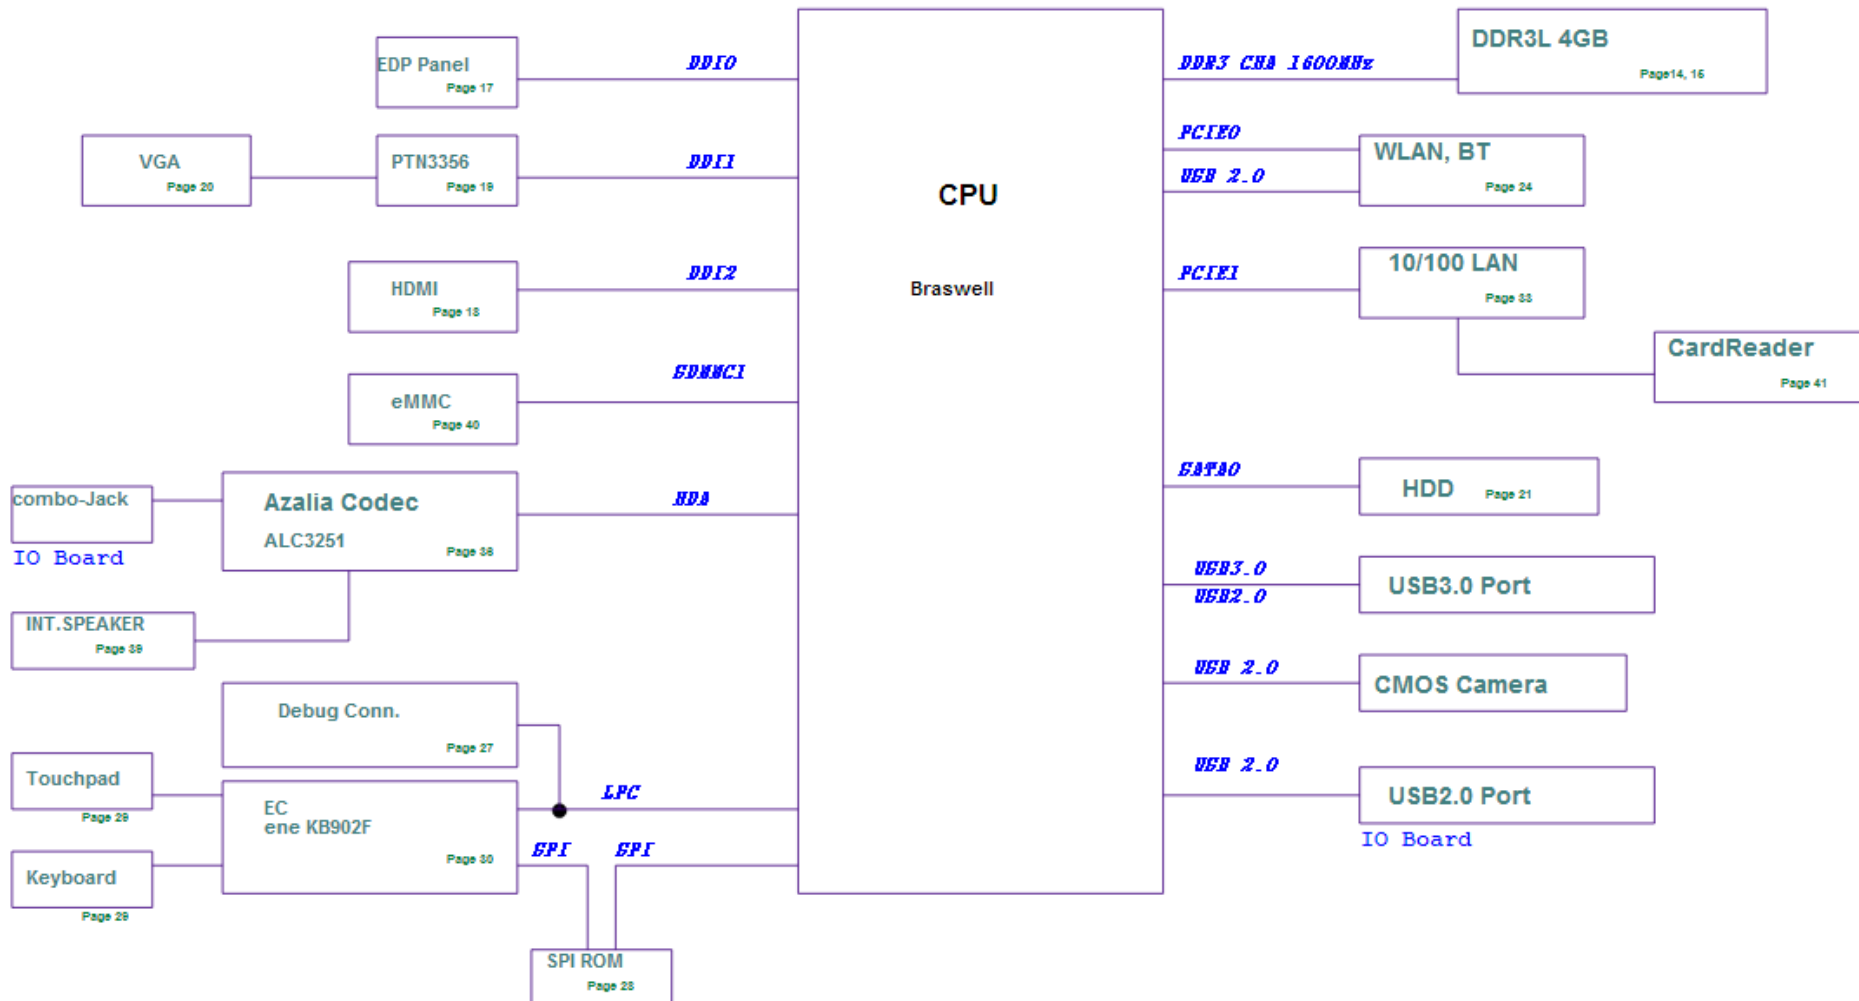 EDP Panel
Page 17
DDI0
VGA
Page 20
PTN3356
Page 19
DDI1
HDMI
Page 18
DDI2
eMMC
Page 40
SDMMC1
combo-Jack
IO Board
Azalia Codec
ALC3251
Page 36
HDA
INT.SPEAKER
Page 39
Debug Conn.
Page 27
Touchpad
Page 29
EC
ene KB902F
Page 30
LPC
Keyboard
Page 29
SPI
SPI
SPI ROM
Page 28
CPU
Braswell
DDR3 CHA 1600MHz
DDR3L 4GB
Page14, 15
PCIE0
USB 2.0
WLAN, BT
Page 24
PCIE1
10/100 LAN
Page 33
CardReader
Page 41
SATA0
HDD
Page 21
USB3.0
USB2.0
USB3.0 Port
USB 2.0
CMOS Camera
USB 2.0
USB2.0 Port
IO Board